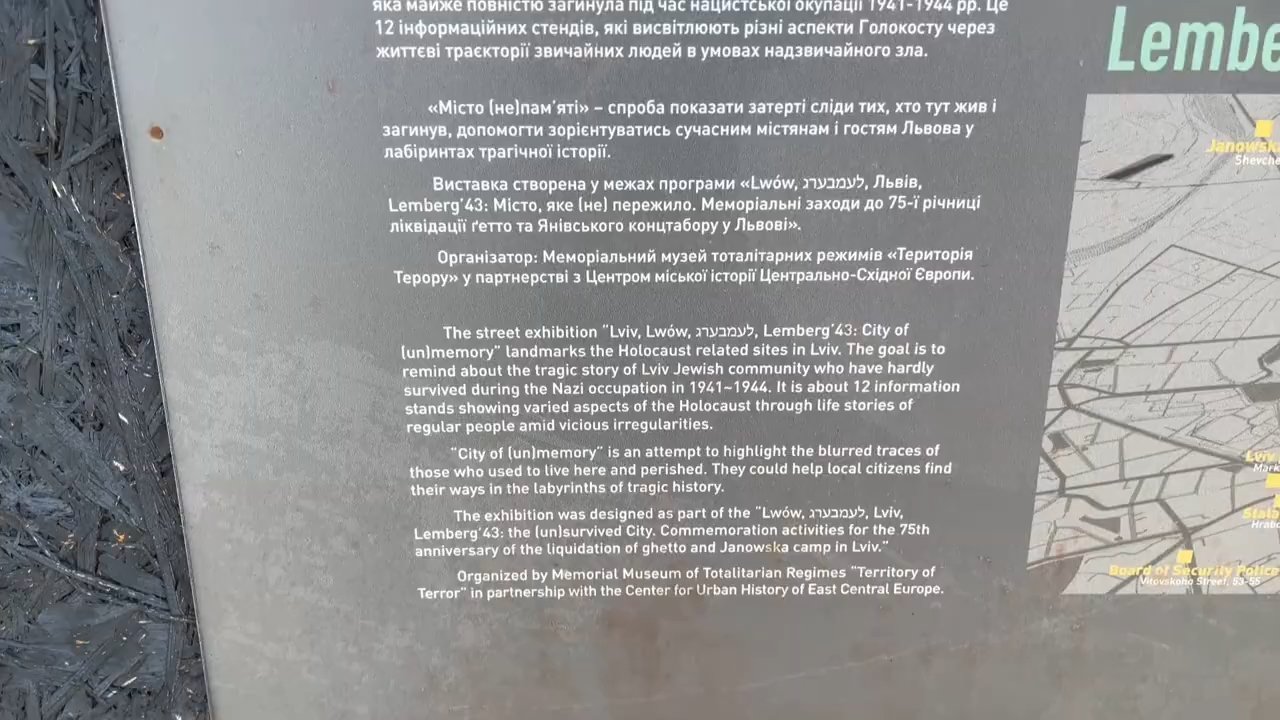 яка майже повністю загинула під час нацистської окупації 1941-1944 рр. Це
12 інформаційних стендів, які висвітлюють різні аспекти Голокосту через
життєві траєкторії звичайних людей в умовах надзвичайного зла.
«Місто (не)пам'яті» – спроба показати затерті сліди тих, хто тут жив і
загинув, допомогти зорієнтуватись сучасним містянам і гостям Львова у
лабіринтах трагічної історії.
Виставка створена у межах програми «Lwów, לעמבערג, Львів,
Lemberg'43: Місто, яке (не) пережило. Меморіальні заходи до 75-ї річниці
ліквідації ґетто та Янівського концтабору у Львові».
Організатор: Меморіальний музей тоталітарних режимів «Територія
Терору» у партнерстві з Центром міської історії Центрально-Східної Європи.
The street exhibition "Lviv, Lwów, לעמבערג, Lemberg'43: City of
(un)memory" landmarks the Holocaust related sites in Lviv. The goal is to
remind about the tragic story of Lviv Jewish community who have hardly
survived during the Nazi occupation in 1941–1944. It is about 12 information
stands showing varied aspects of the Holocaust through life stories of
regular people amid vicious irregularities.
"City of (un)memory" is an attempt to highlight the blurred traces of
those who used to live here and perished. They could help local citizens find
their ways in the labyrinths of tragic history.
The exhibition was designed as part of the "Lwów, לעמבערג, Lviv,
Lemberg'43: the (un)survived City. Commemoration activities for the 75th
anniversary of the liquidation of ghetto and Janowska camp in Lviv."
Organized by Memorial Museum of Totalitarian Regimes "Territory of
Terror" in partnership with the Center for Urban History of East Central Europe.
Lembe
Janowsk
Shevche
Lviv
Mark
Stala
Hrabo
Board of Security Police
Vitovskoho Street, 53-55